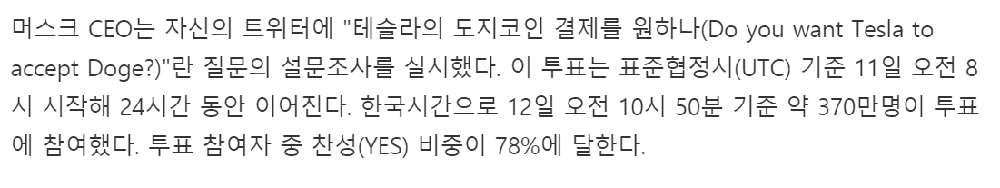 머스크 CEO는 자신의 트위터에 "테슬라의 도지코인 결제를 원하나(Do you want Tesla to
accept Doge?)"란 질문의 설문조사를 실시했다. 이 투표는 표준협정시(UTC) 기준 11일 오전 8
시 시작해 24시간 동안 이어진다. 한국시간으로 12일 오전 10시 50분 기준 약 370만명이 투표
에 참여했다. 투표 참여자 중 찬성(YES) 비중이 78%에 달한다.